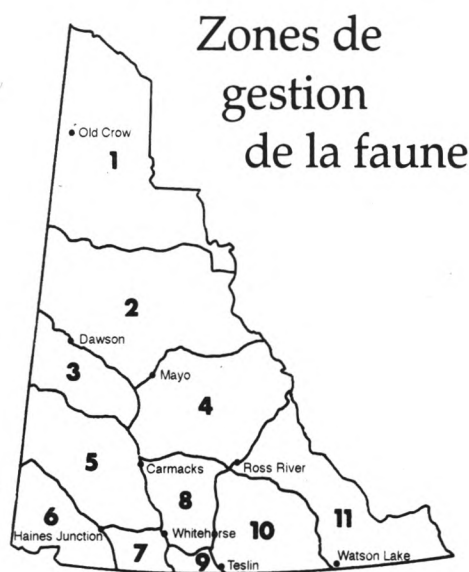 Zones de
gestion
de la faune
Old Crow
1
2
Dawson
3
Mayo
4
5
Carmacks
Ross River
8
6
10
11
Haines Junction
Whitehorse
7
9
Teslin
Watson Lake